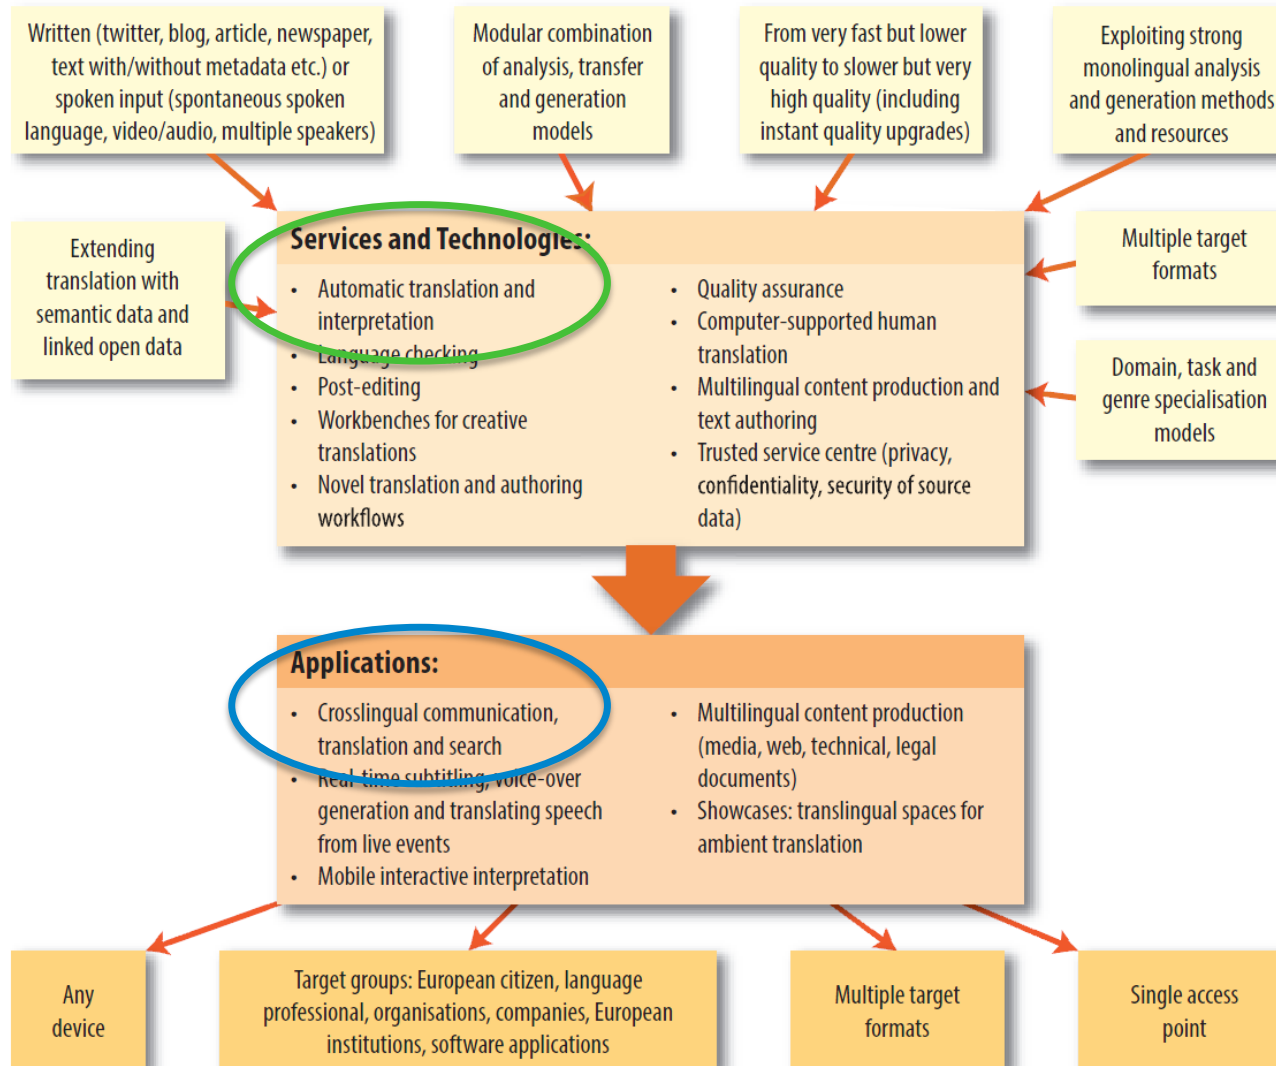 Written (twitter, blog, article, newspaper,
text with/without metadata etc.) or
spoken input (spontaneous spoken
language, video/audio, multiple speakers)
Modular combination
of analysis, transfer
and generation
models
From very fast but lower
quality to slower but very
high quality (including
instant quality upgrades)
Exploiting strong
monolingual analysis
and generation methods
and resources
Extending
translation with
semantic data and
linked open data
Services and Technologies:
• Automatic translation and
interpretation
• Language checking
• Post-editing
• Workbenches for creative
translations
• Novel translation and authoring
workflows
• Quality assurance
• Computer-supported human
translation
• Multilingual content production and
text authoring
• Trusted service centre (privacy,
confidentiality, security of source
data)
Multiple target
formats
Domain, task and
genre specialisation
models
Applications:
• Crosslingual communication,
translation and search
• Real-time subtitling, voice-over
generation and translating speech
from live events
• Mobile interactive interpretation
• Multilingual content production
(media, web, technical, legal
documents)
• Showcases: translingual spaces for
ambient translation
Any
device
Target groups: European citizen, language
professional, organisations, companies, European
institutions, software applications
Multiple target
formats
Single access
point